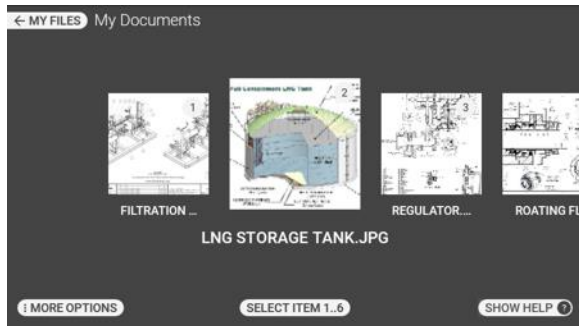 MY FILES My Documents
Full Containment LNG Tank
1
2
3
FILTRATION ...
REGULATOR....
ROATING FL
LNG STORAGE TANK.JPG
MORE OPTIONS
SELECT ITEM 1..6
SHOW HELP ?